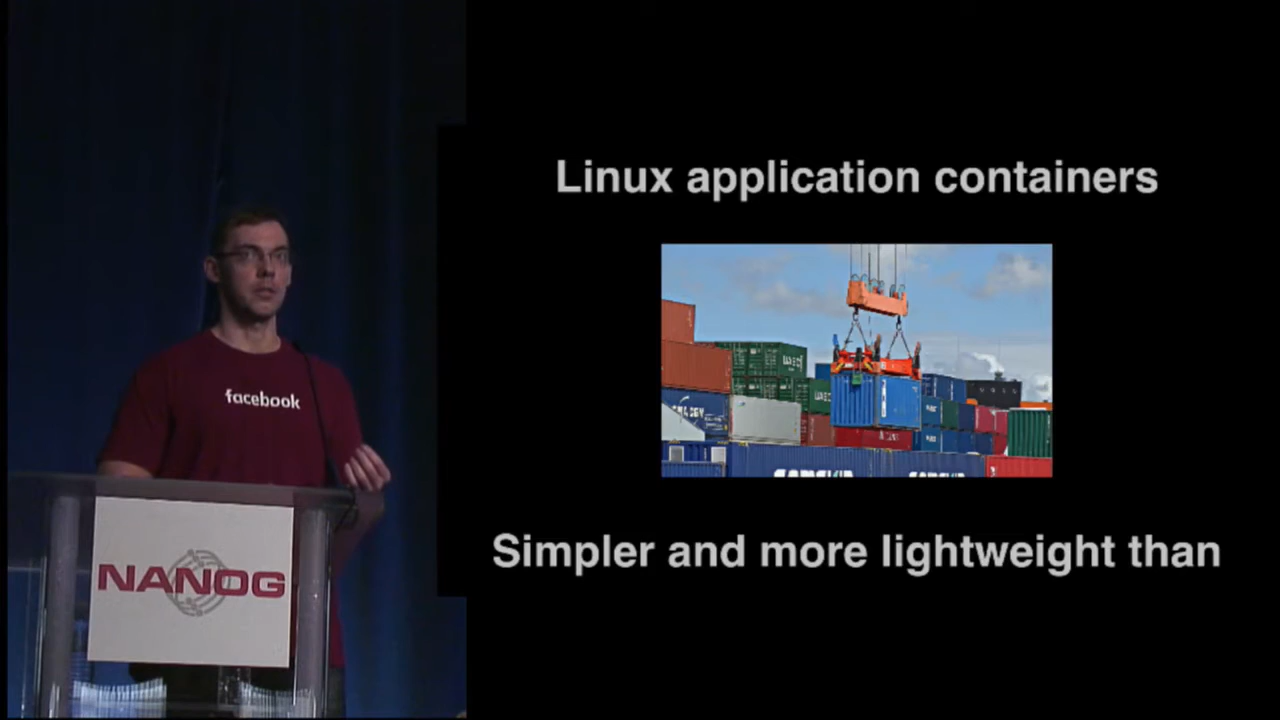 Linux application containers
facebook
Simpler and more lightweight than
NANOG